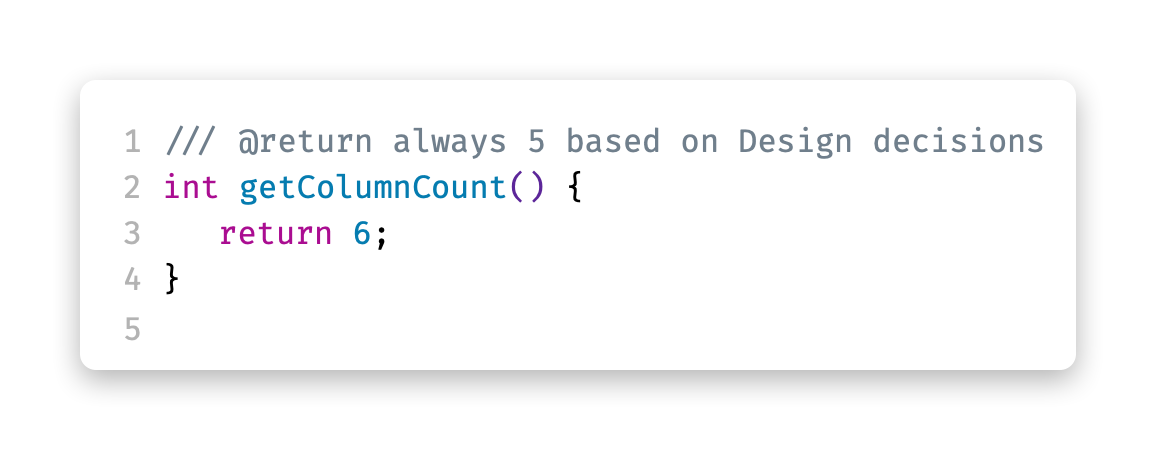 1 /// @return always 5 based on Design decisions
2 int getColumnCount() {
3    return 6;
4 }
5